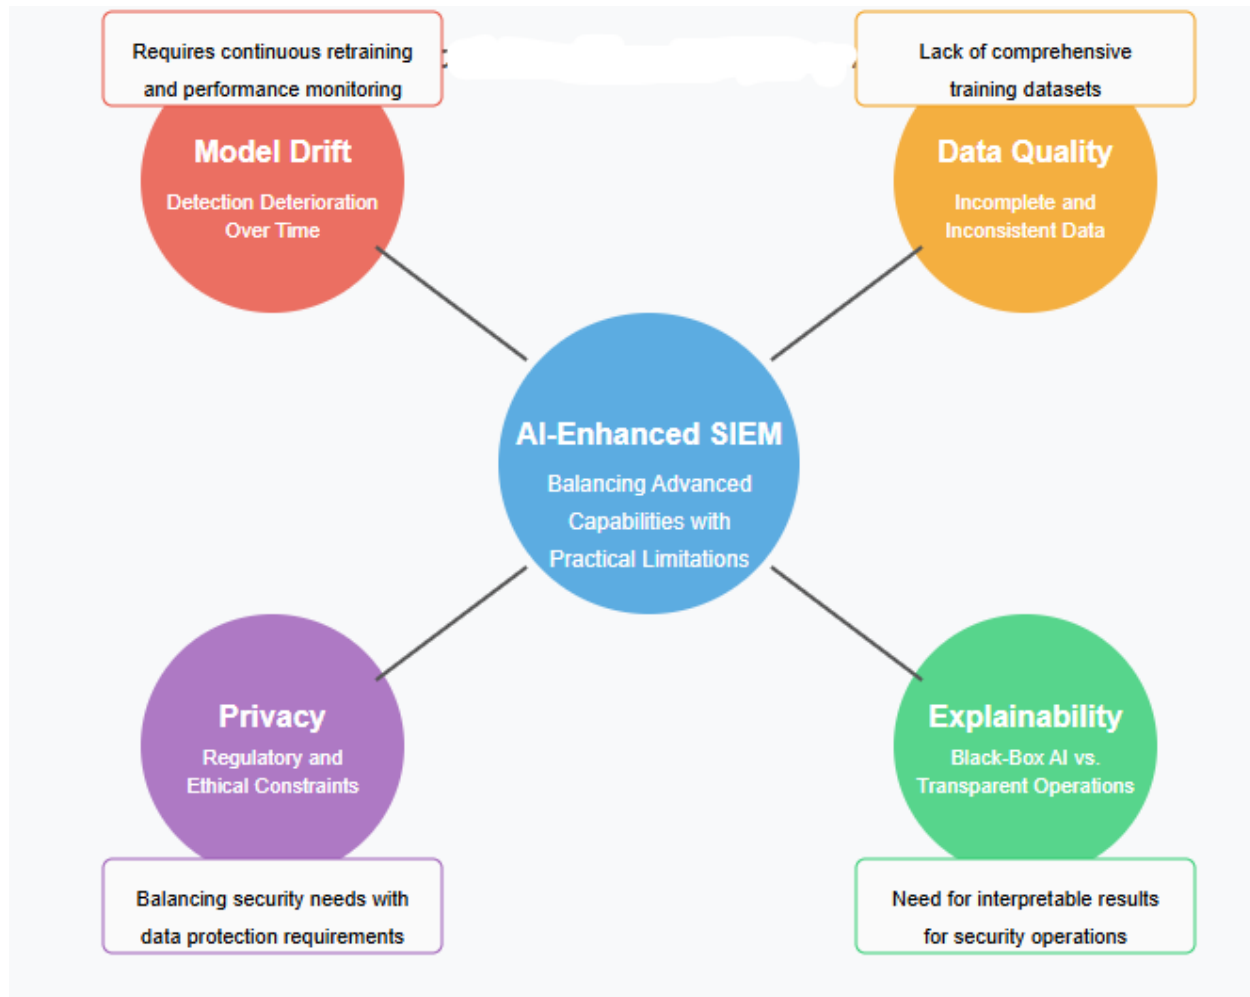 Requires continuous retraining
and performance monitoring
Model Drift
Detection Deterioration
Over Time
Lack of comprehensive
training datasets
Data Quality
Incomplete and
Inconsistent Data
AI-Enhanced SIEM
Balancing Advanced
Capabilities with
Practical Limitations
Privacy
Regulatory and
Ethical Constraints
Balancing security needs with
data protection requirements
Explainability
Black-Box AI vs.
Transparent Operations
Need for interpretable results
for security operations